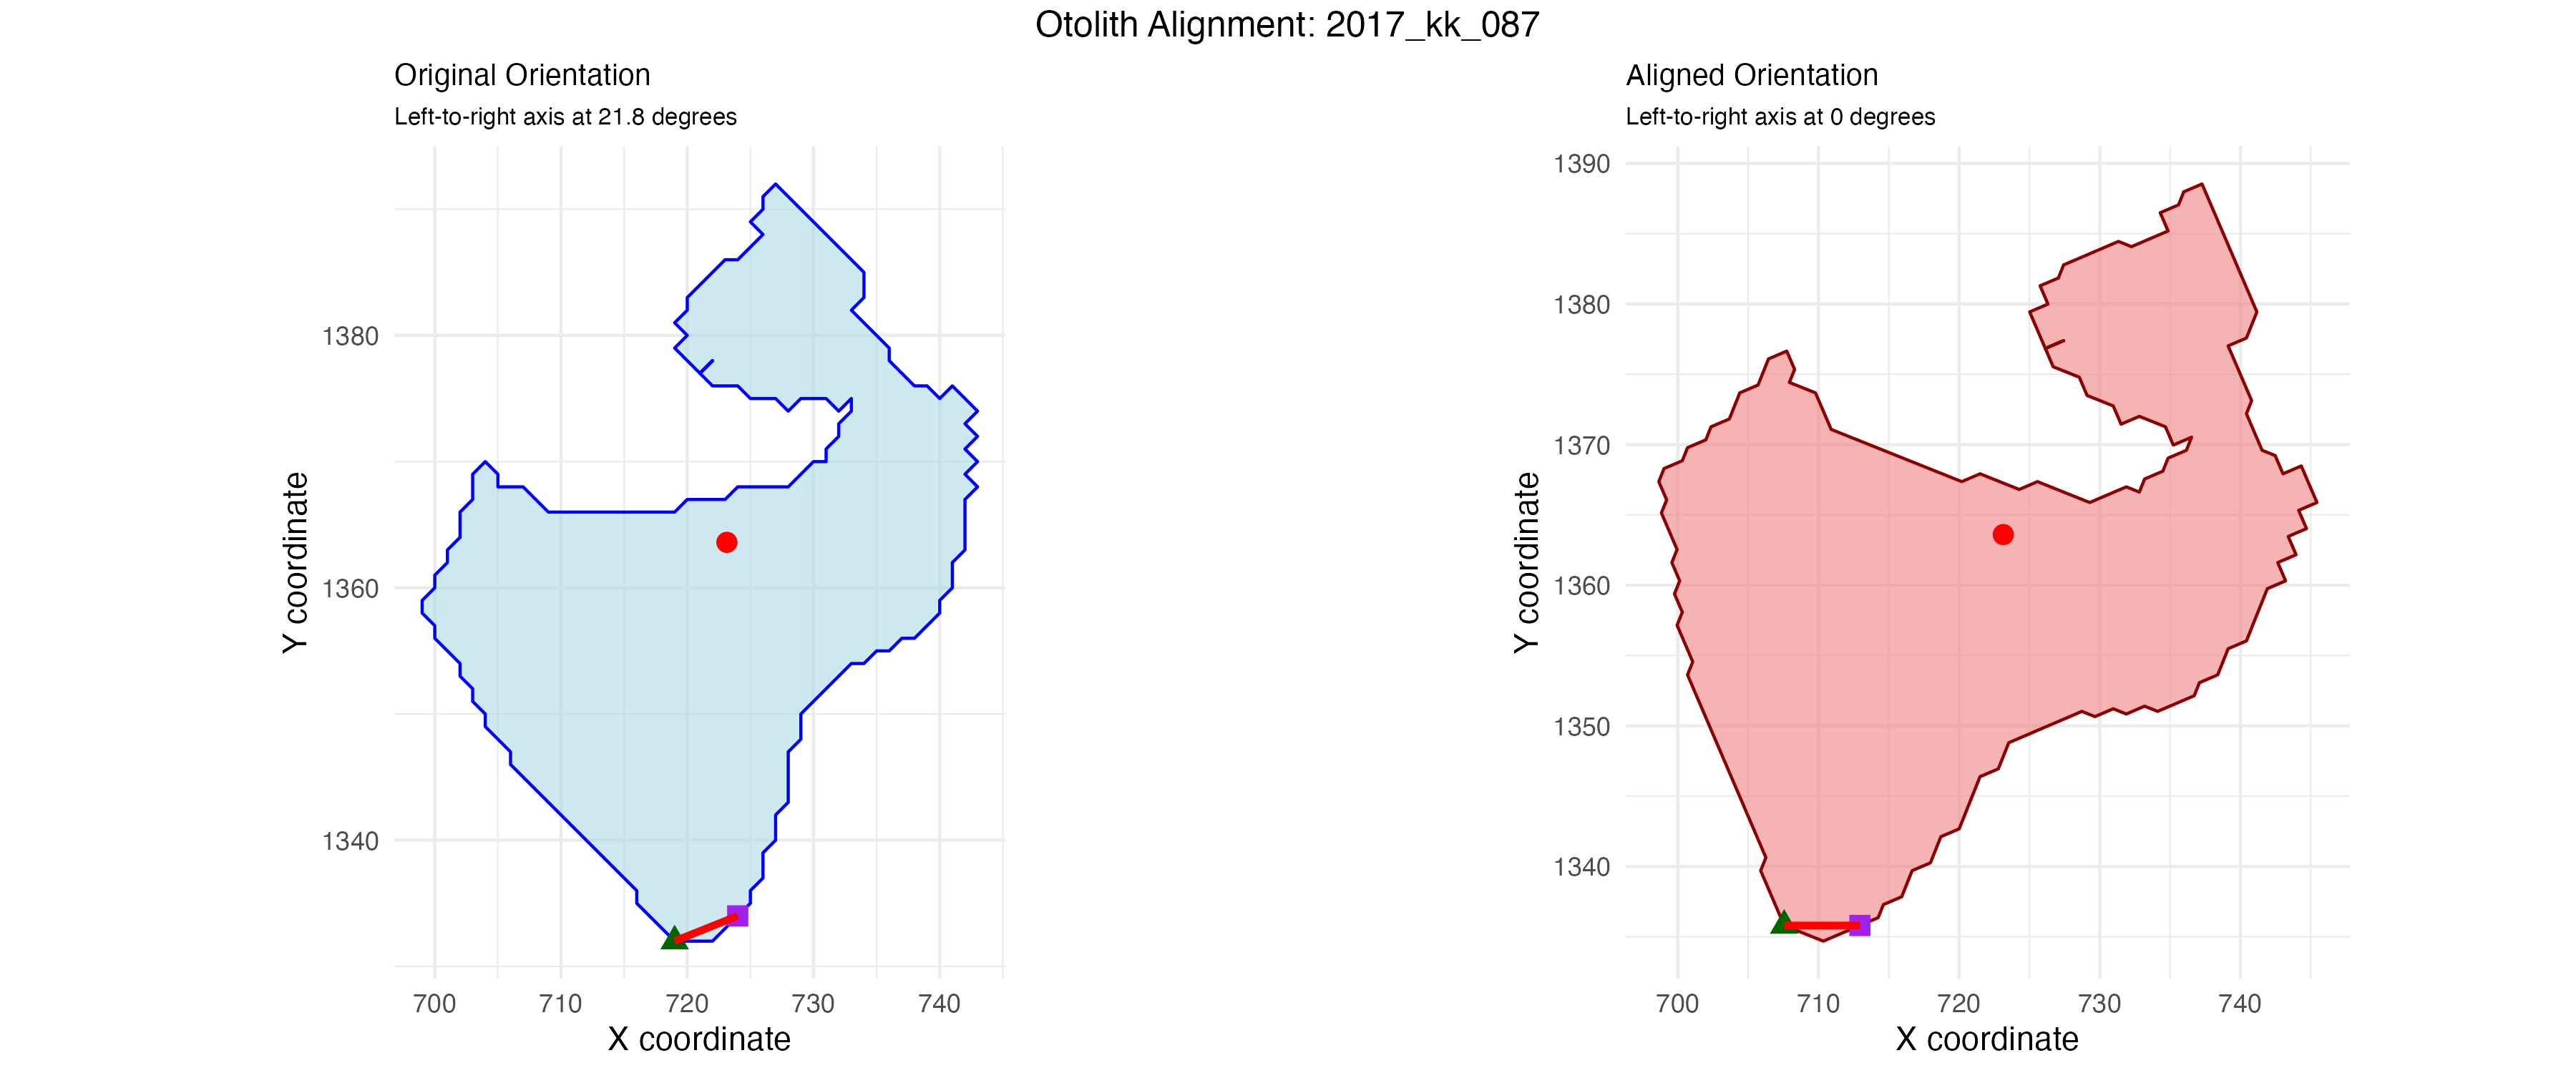 Otolith Alignment: 2017_kk_087
Original Orientation
Left-to-right axis at 21.8 degrees
Y coordinate
1380
1360
1340
700 710 720 730 740
X coordinate
Aligned Orientation
Left-to-right axis at 0 degrees
Y coordinate
1390
1380
1370
1360
1350
1340
700 710 720 730 740
X coordinate